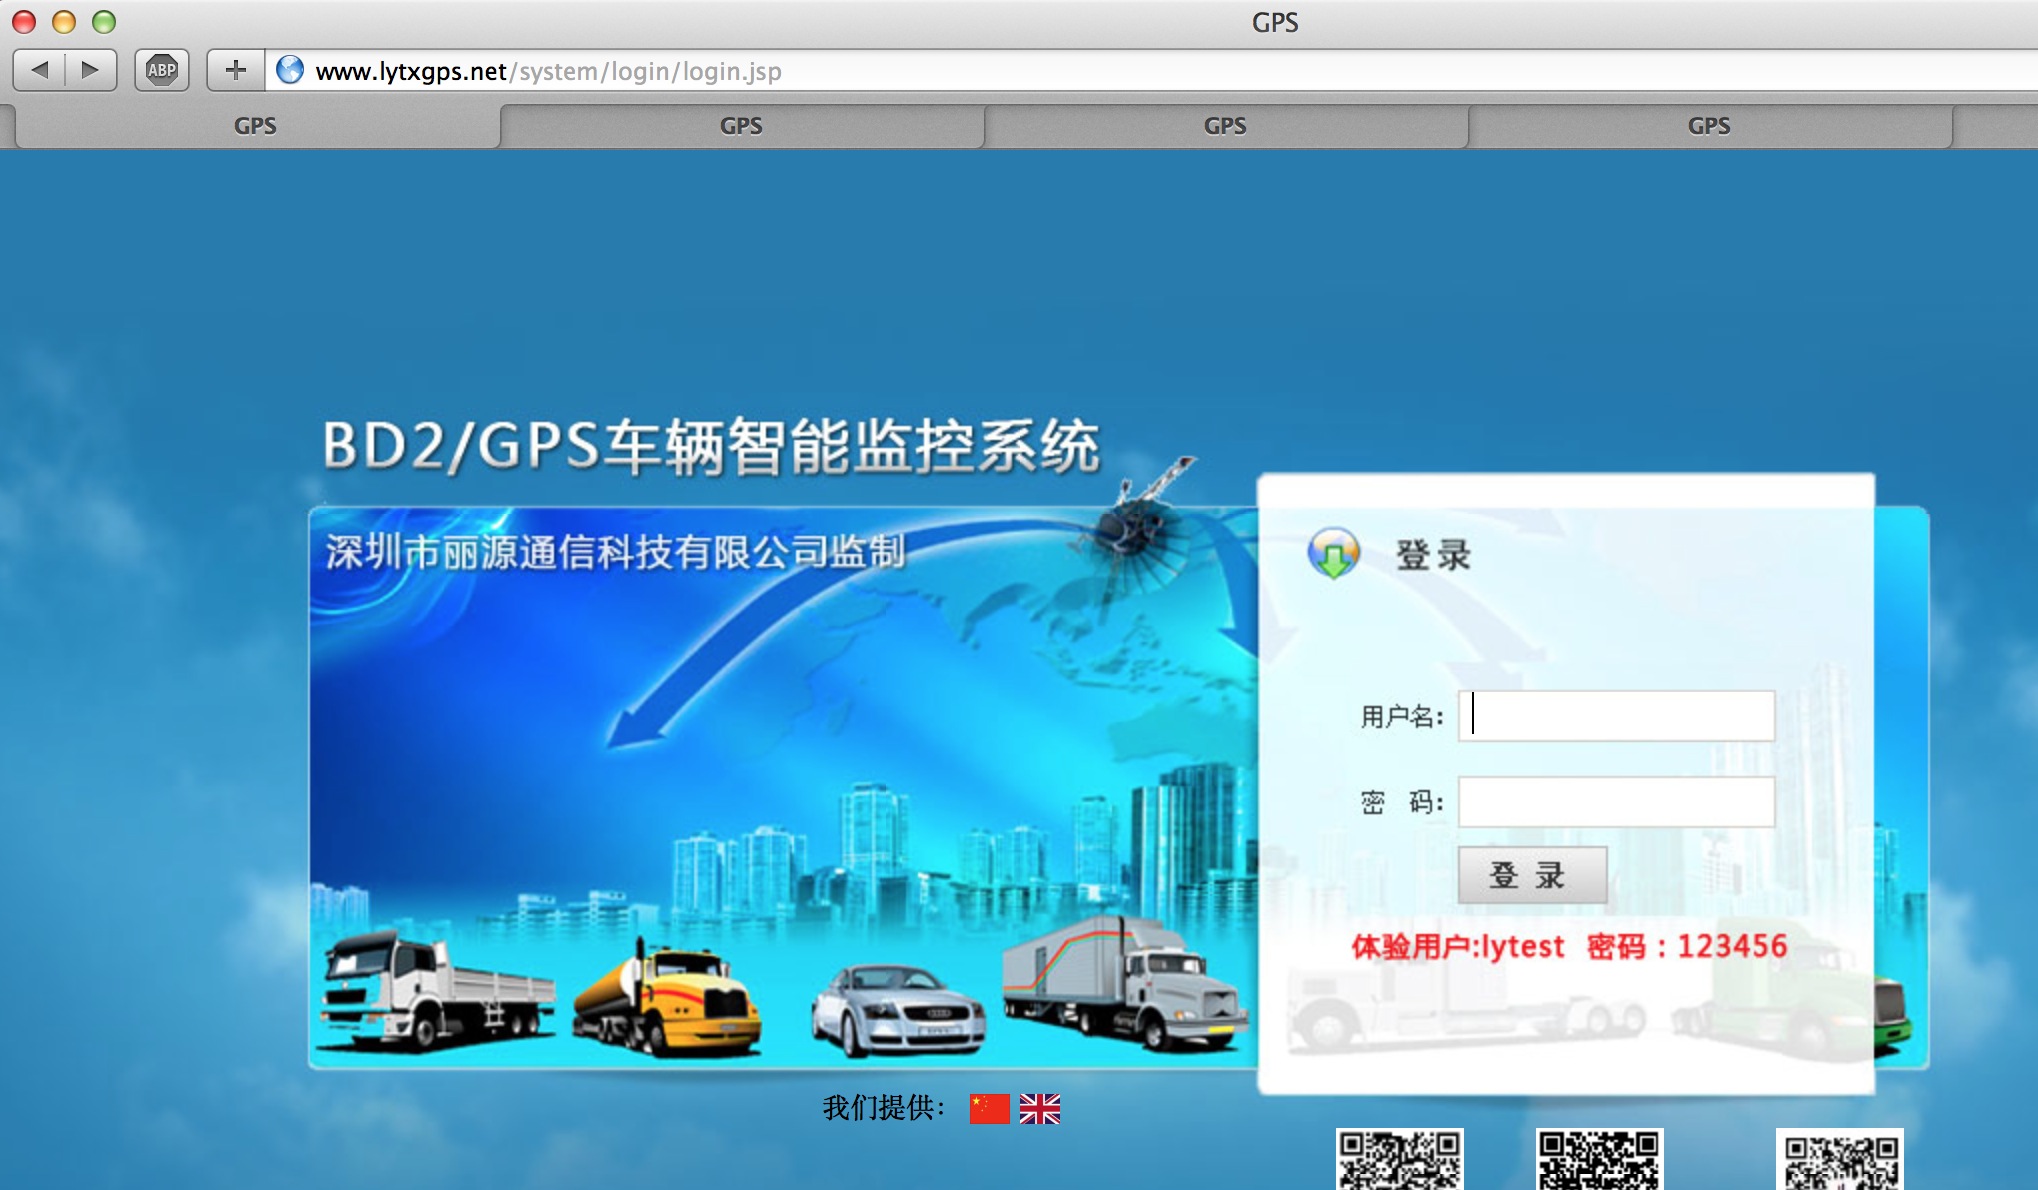 GPS
ABP
www.lytxgps.net/system/login/login.jsp
GPS
GPS
GPS
GPS
BD2/GPS车辆智能监控系统
深圳市丽源通信科技有限公司监制
登录
用户名:
密 码:
登 录
体验用户:lytest 密码：123456
我们提供：